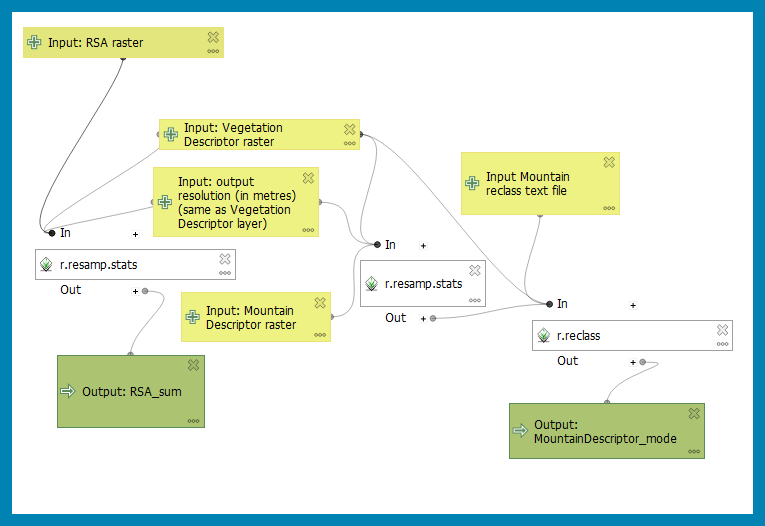 Input: RSA raster
Input: Vegetation
Descriptor raster
Input: output
resolution (in metres)
(same as Vegetation
Descriptor layer)
Input Mountain
reclass text file
In +
r.resamp.stats
Out +
In +
r.resamp.stats
Out +
Input: Mountain
Descriptor raster
In +
r.reclass
Out +
Output: RSA_sum
Output:
MountainDescriptor_mode